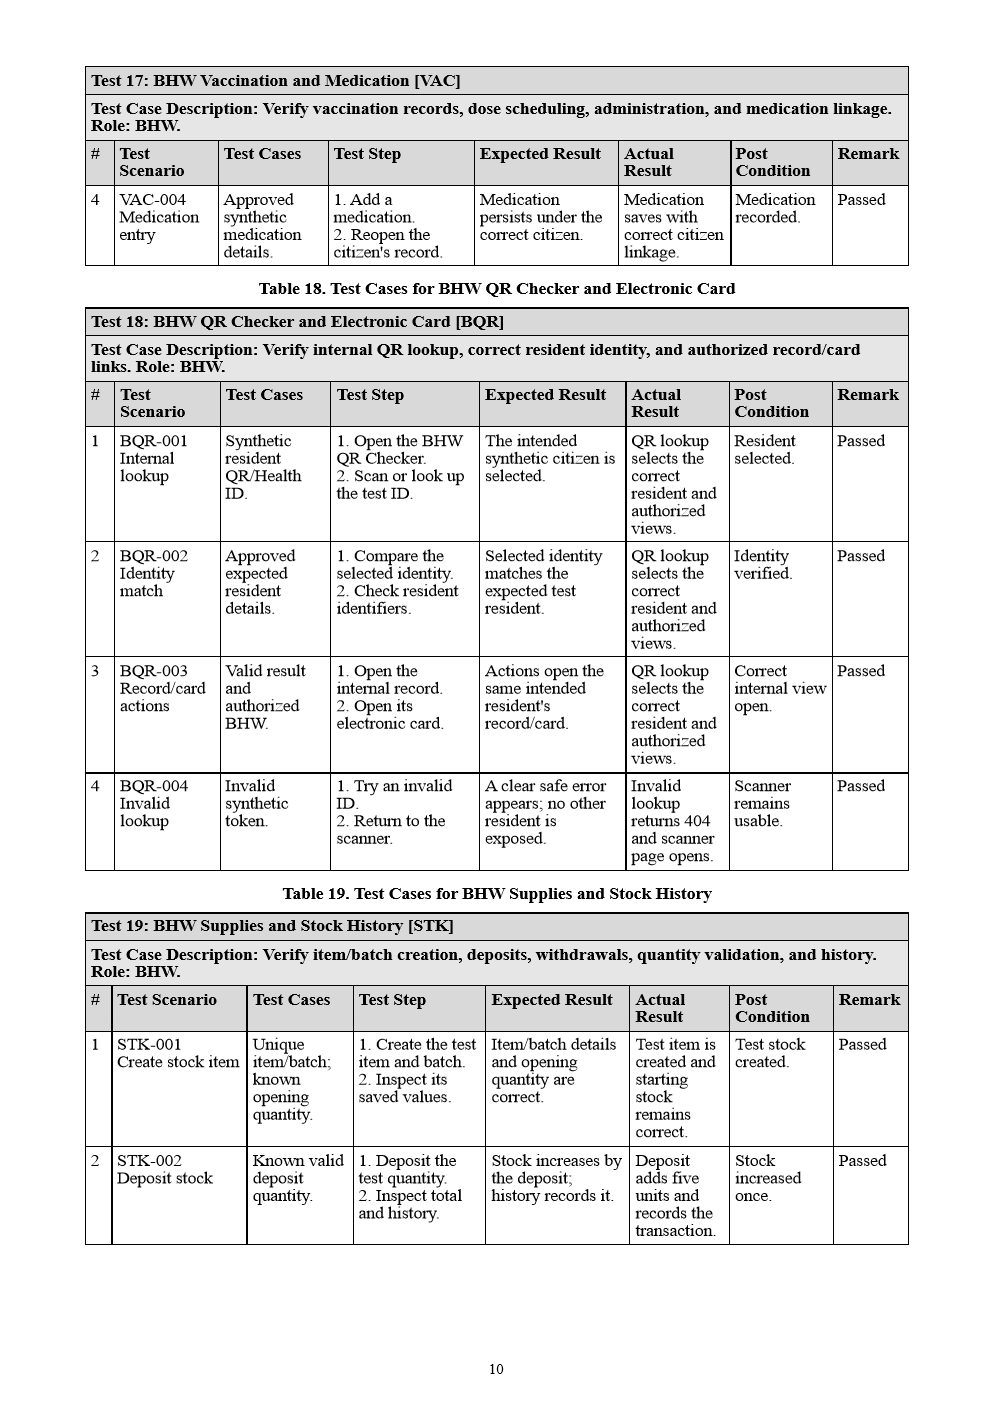 Test 17: BHW Vaccination and Medication [VAC]
Test Case Description: Verify vaccination records, dose scheduling, administration, and medication linkage.
Role: BHW.
# Test Scenario Test Cases Test Step Expected Result Actual Result Post Condition Remark
4
VAC-004
Medication
entry
Approved
synthetic
medication
details.
1. Add a
medication.
2. Reopen the
citizen's record.
Medication
persists under the
correct citizen.
Medication
saves with
correct citizen
linkage.
Medication
recorded.
Passed
Table 18. Test Cases for BHW QR Checker and Electronic Card
Test 18: BHW QR Checker and Electronic Card [BQR]
Test Case Description: Verify internal QR lookup, correct resident identity, and authorized record/card
links. Role: BHW.
# Test Scenario Test Cases Test Step Expected Result Actual Result Post Condition Remark
1
BQR-001
Internal
lookup
Synthetic
resident
QR/Health
ID.
1. Open the BHW
QR Checker.
2. Scan or look up
the test ID.
The intended
synthetic citizen is
selected.
QR lookup
selects the
correct
resident and
authorized
views.
Resident
selected.
Passed
2
BQR-002
Identity
match
Approved
expected
resident
details.
1. Compare the
selected identity.
2. Check resident
identifiers.
Selected identity
matches the
expected test
resident.
QR lookup
selects the
correct
resident and
authorized
views.
Identity
verified.
Passed
3
BQR-003
Record/card
actions
Valid result
and
authorized
BHW.
1. Open the
internal record.
2. Open its
electronic card.
Actions open the
same intended
resident's
record/card.
QR lookup
selects the
correct
resident and
authorized
views.
Correct
internal view
open.
Passed
4
BQR-004
Invalid
lookup
Invalid
synthetic
token.
1. Try an invalid
ID.
2. Return to the
scanner.
A clear safe error
appears; no other
resident is
exposed.
Invalid
lookup
returns 404
and scanner
page opens.
Scanner
remains
usable.
Passed
Table 19. Test Cases for BHW Supplies and Stock History
Test 19: BHW Supplies and Stock History [STK]
Test Case Description: Verify item/batch creation, deposits, withdrawals, quantity validation, and history.
Role: BHW.
# Test Scenario Test Cases Test Step Expected Result Actual Result Post Condition Remark
1
STK-001
Create stock item
Unique
item/batch;
known
opening
quantity.
1. Create the test
item and batch.
2. Inspect its
saved values.
Item/batch details
and opening
quantity are
correct.
Test item is
created and
starting
stock
remains
correct.
Test stock
created.
Passed
2
STK-002
Deposit stock
Known valid
deposit
quantity.
1. Deposit the
test quantity.
2. Inspect total
and history.
Stock increases by
the deposit;
history records it.
Deposit
adds five
units and
records the
transaction.
Stock
increased
once.
Passed
10